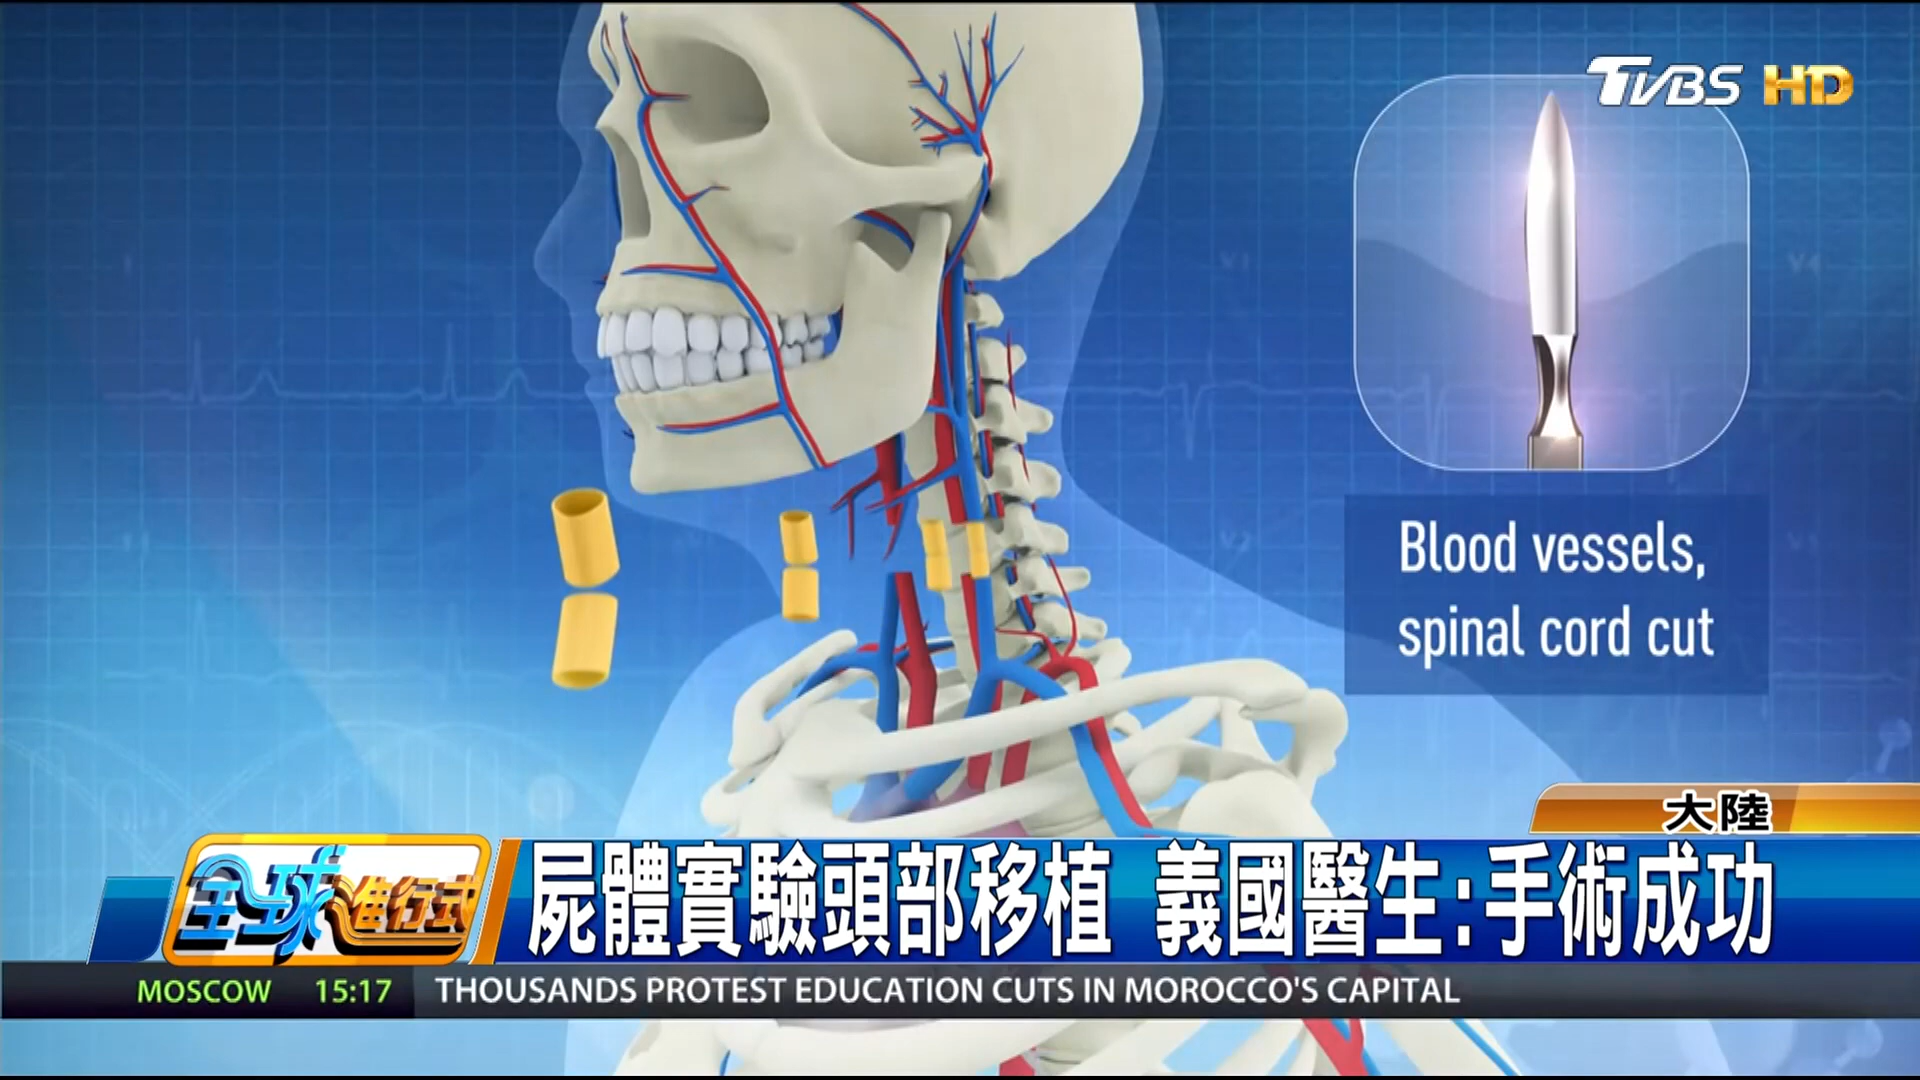 TVBS HD
Blood vessels,
spinal cord cut
大陸
全球進行式
屍體實驗頭部移植 義國醫生:手術成功
MOSCOW 15:17 THOUSANDS PROTEST EDUCATION CUTS IN MOROCCO'S CAPITAL